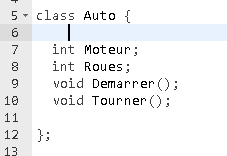 5 class Auto {
6
7 int Moteur;
8 int Roues;
9 void Demarrer();
10 void Tourner();
11
12 };
13